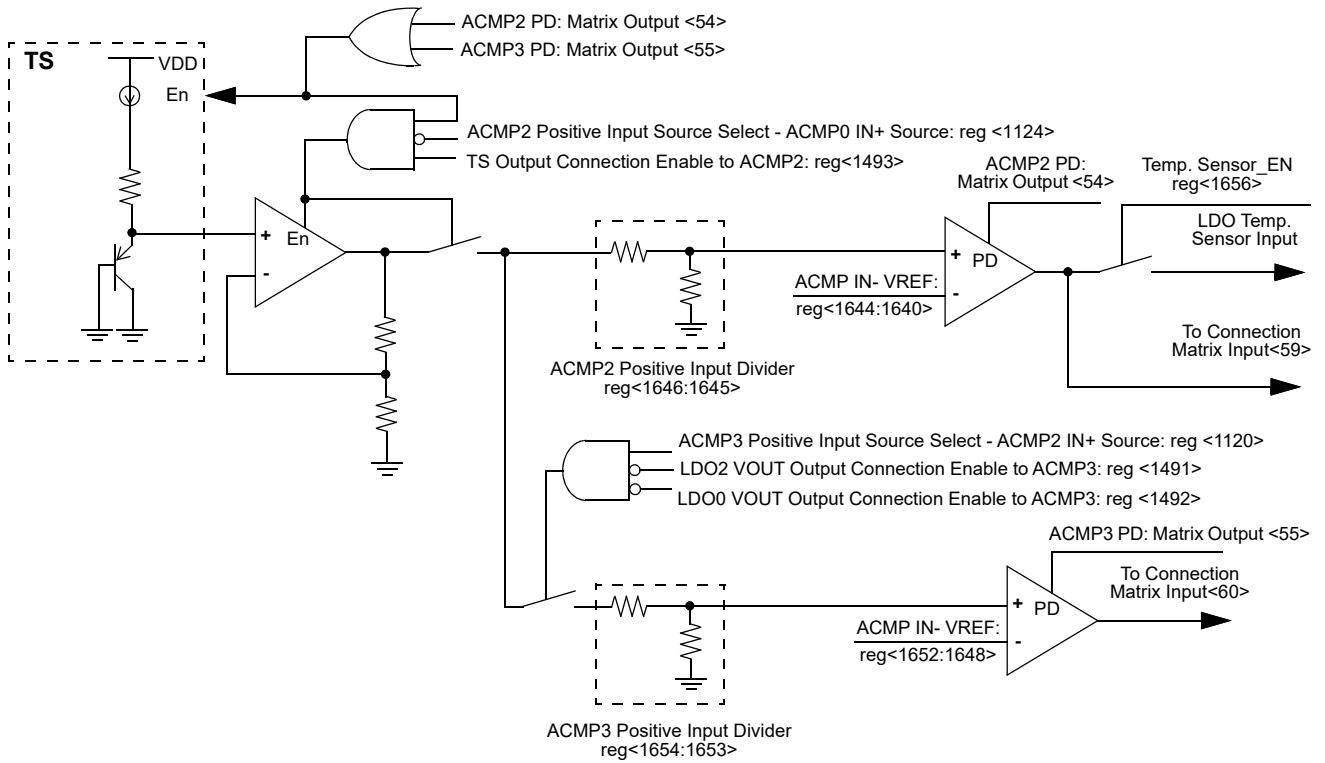 ACMP2 PD: Matrix Output <54>
ACMP3 PD: Matrix Output <55>
TS
VDD
En
ACMP2 Positive Input Source Select - ACMP0 IN+ Source: reg <1124>
TS Output Connection Enable to ACMP2: reg<1493>
ACMP2 PD:
Matrix Output <54>
Temp. Sensor_EN
reg<1656>
LDO Temp.
Sensor Input
+
En
-
+
PD
-
ACMP IN- VREF:
reg<1644:1640>
To Connection
Matrix Input<59>
ACMP2 Positive Input Divider
reg<1646:1645>
ACMP3 Positive Input Source Select - ACMP2 IN+ Source: reg <1120>
LDO2 VOUT Output Connection Enable to ACMP3: reg <1491>
LDO0 VOUT Output Connection Enable to ACMP3: reg <1492>
ACMP3 PD: Matrix Output <55>
To Connection
Matrix Input<60>
+
PD
-
ACMP IN- VREF:
reg<1652:1648>
ACMP3 Positive Input Divider
reg<1654:1653>